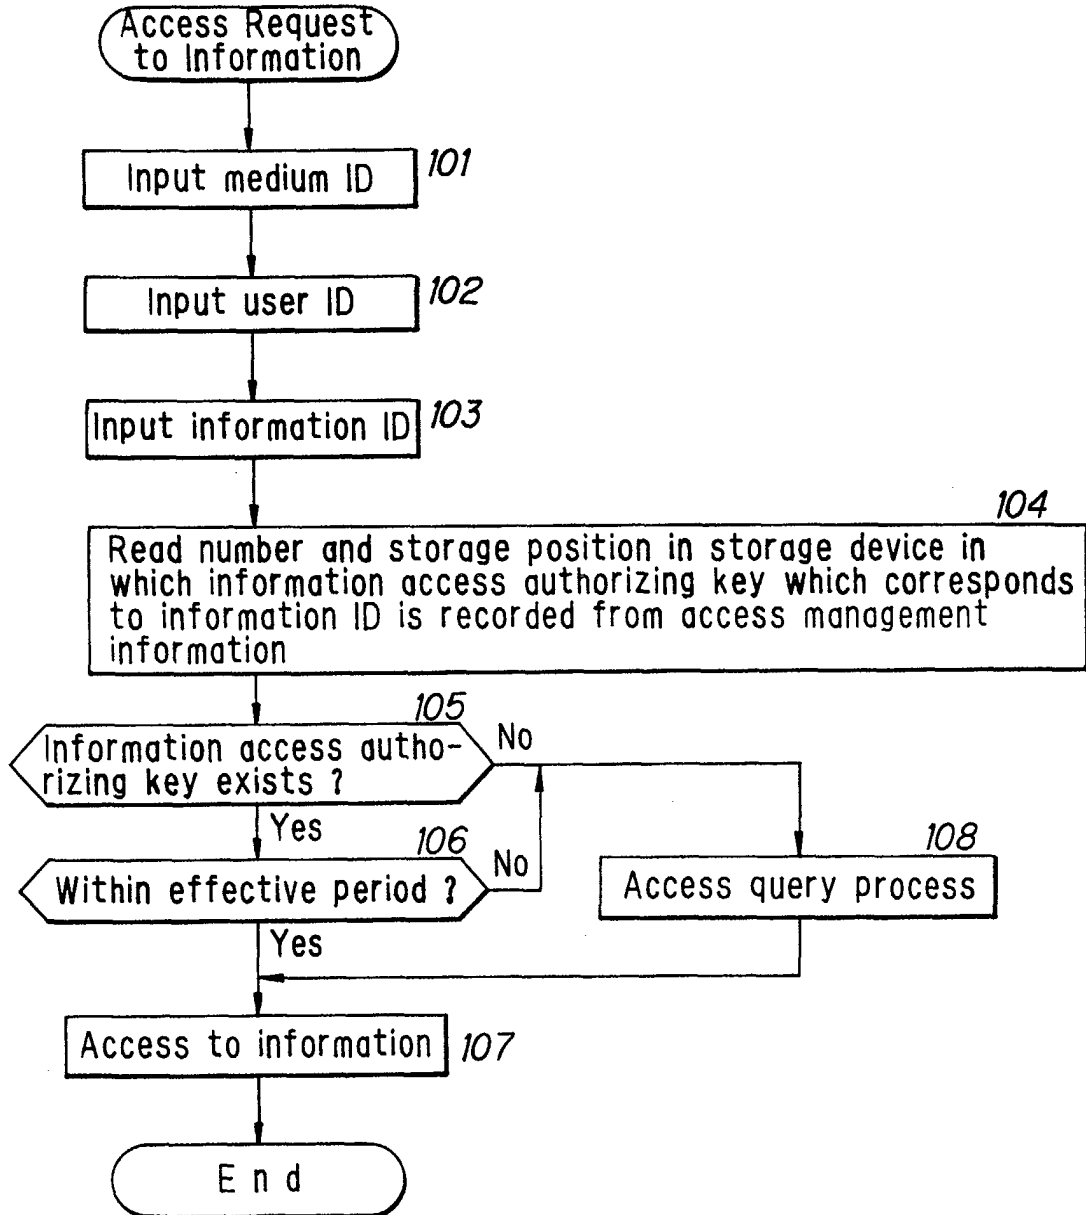 Access Request
to Information
Input medium ID
101
Input user ID
102
Input information ID
103
104
Read number and storage position in storage device in
which information access authorizing key which corresponds
to information ID is recorded from access management
information
105
Information access autho-
rizing key exists ?
No
Yes
106
Within effective period ?
No
108
Access query process
Yes
Access to information
107
End